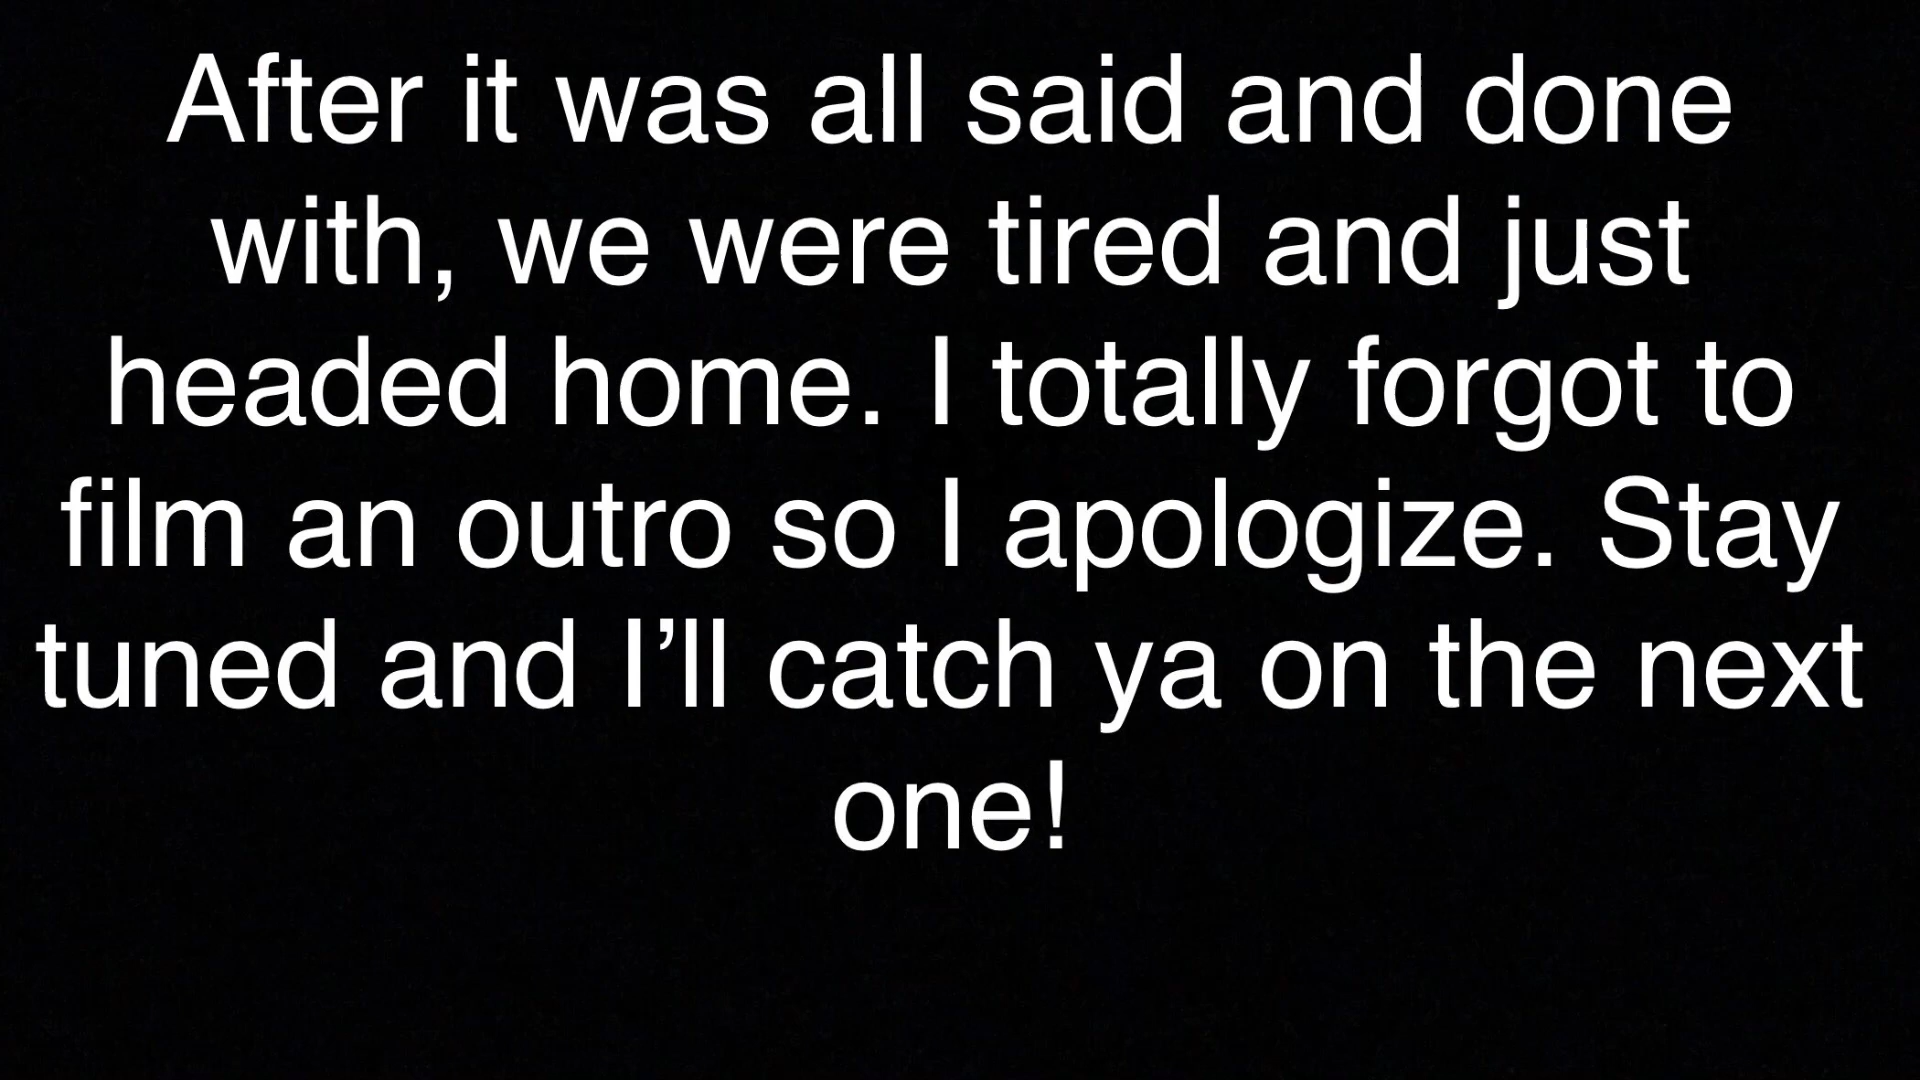 After it was all said and done
with, we were tired and just
headed home. I totally forgot to
film an outro so I apologize. Stay
tuned and I’ll catch ya on the next
one!